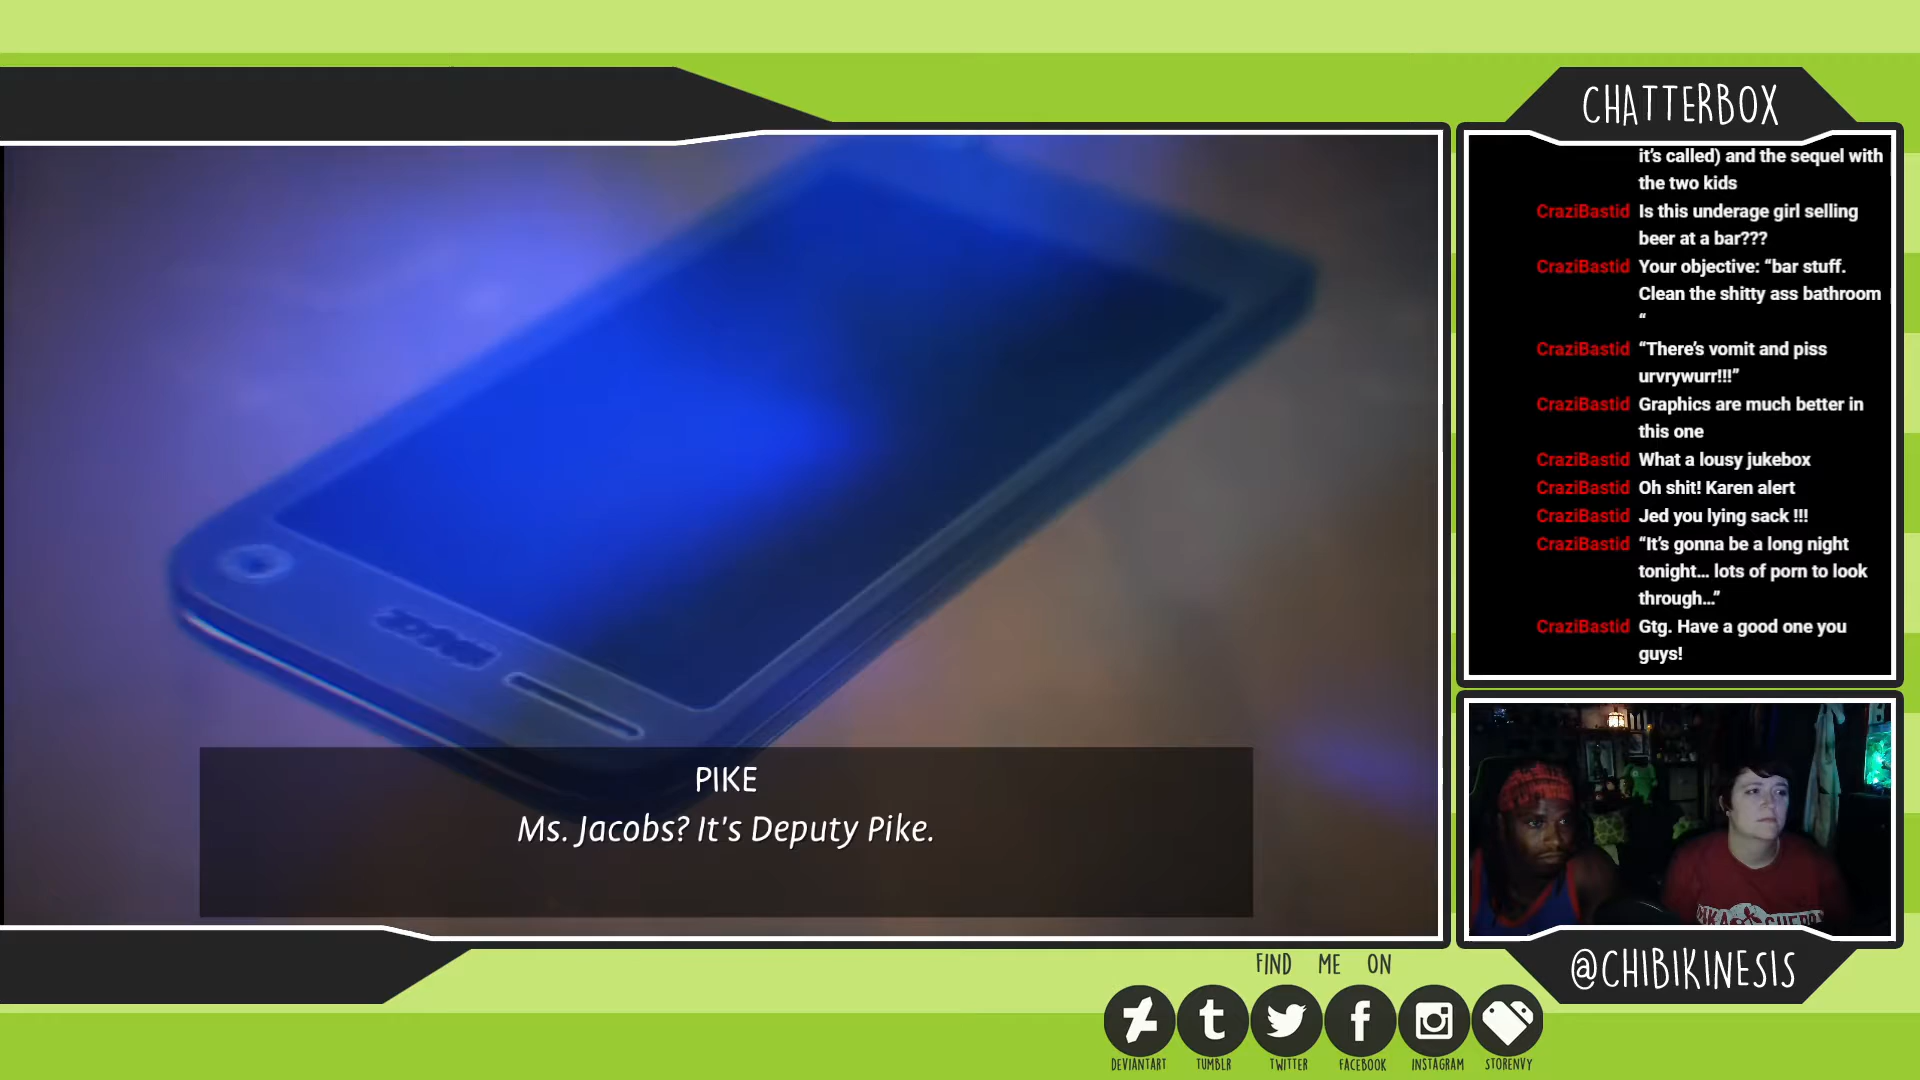 CHATTERBOX
it's called) and the sequel with
the two kids
CraziBastid Is this underage girl selling
beer at a bar???
CraziBastid Your objective: “bar stuff.
Clean the shitty ass bathroom
“
CraziBastid “There's vomit and piss
urvrywurr!!!”
CraziBastid Graphics are much better in
this one
CraziBastid What a lousy jukebox
CraziBastid Oh shit! Karen alert
CraziBastid Jed you lying sack !!!
CraziBastid “It's gonna be a long night
tonight... lots of porn to look
through...”
CraziBastid Gtg. Have a good one you
guys!
PIKE
Ms. Jacobs? It's Deputy Pike.
@CHIBIKINESIS
FIND ME ON
DEVIANTART TUMBLR TWITTER FACEBOOK INSTAGRAM STORENVY